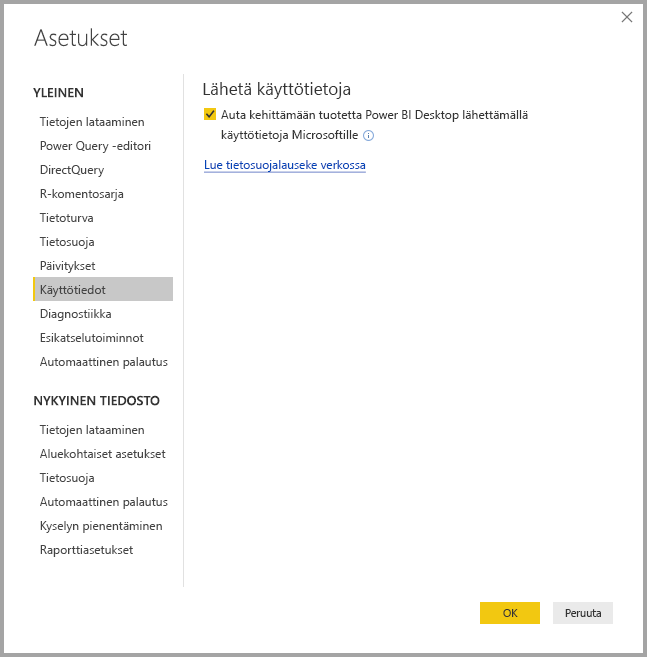 Asetukset
YLEINEN
Tietojen lataaminen
Power Query -editori
DirectQuery
R-komentosarja
Tietoturva
Tietosuoja
Päivitykset
Käyttötiedot
Diagnostiikka
Esikatselutoiminnot
Automaattinen palautus
NYKYINEN TIEDOSTO
Tietojen lataaminen
Aluekohtaiset asetukset
Tietosuoja
Automaattinen palautus
Kyselyn pienentäminen
Raporttiasetukset
Lähetä käyttötietoja
Auta kehittämään tuotetta Power BI Desktop lähettämällä
käyttötietoja Microsoftille
Lue tietosuojalauseke verkossa
OK
Peruuta